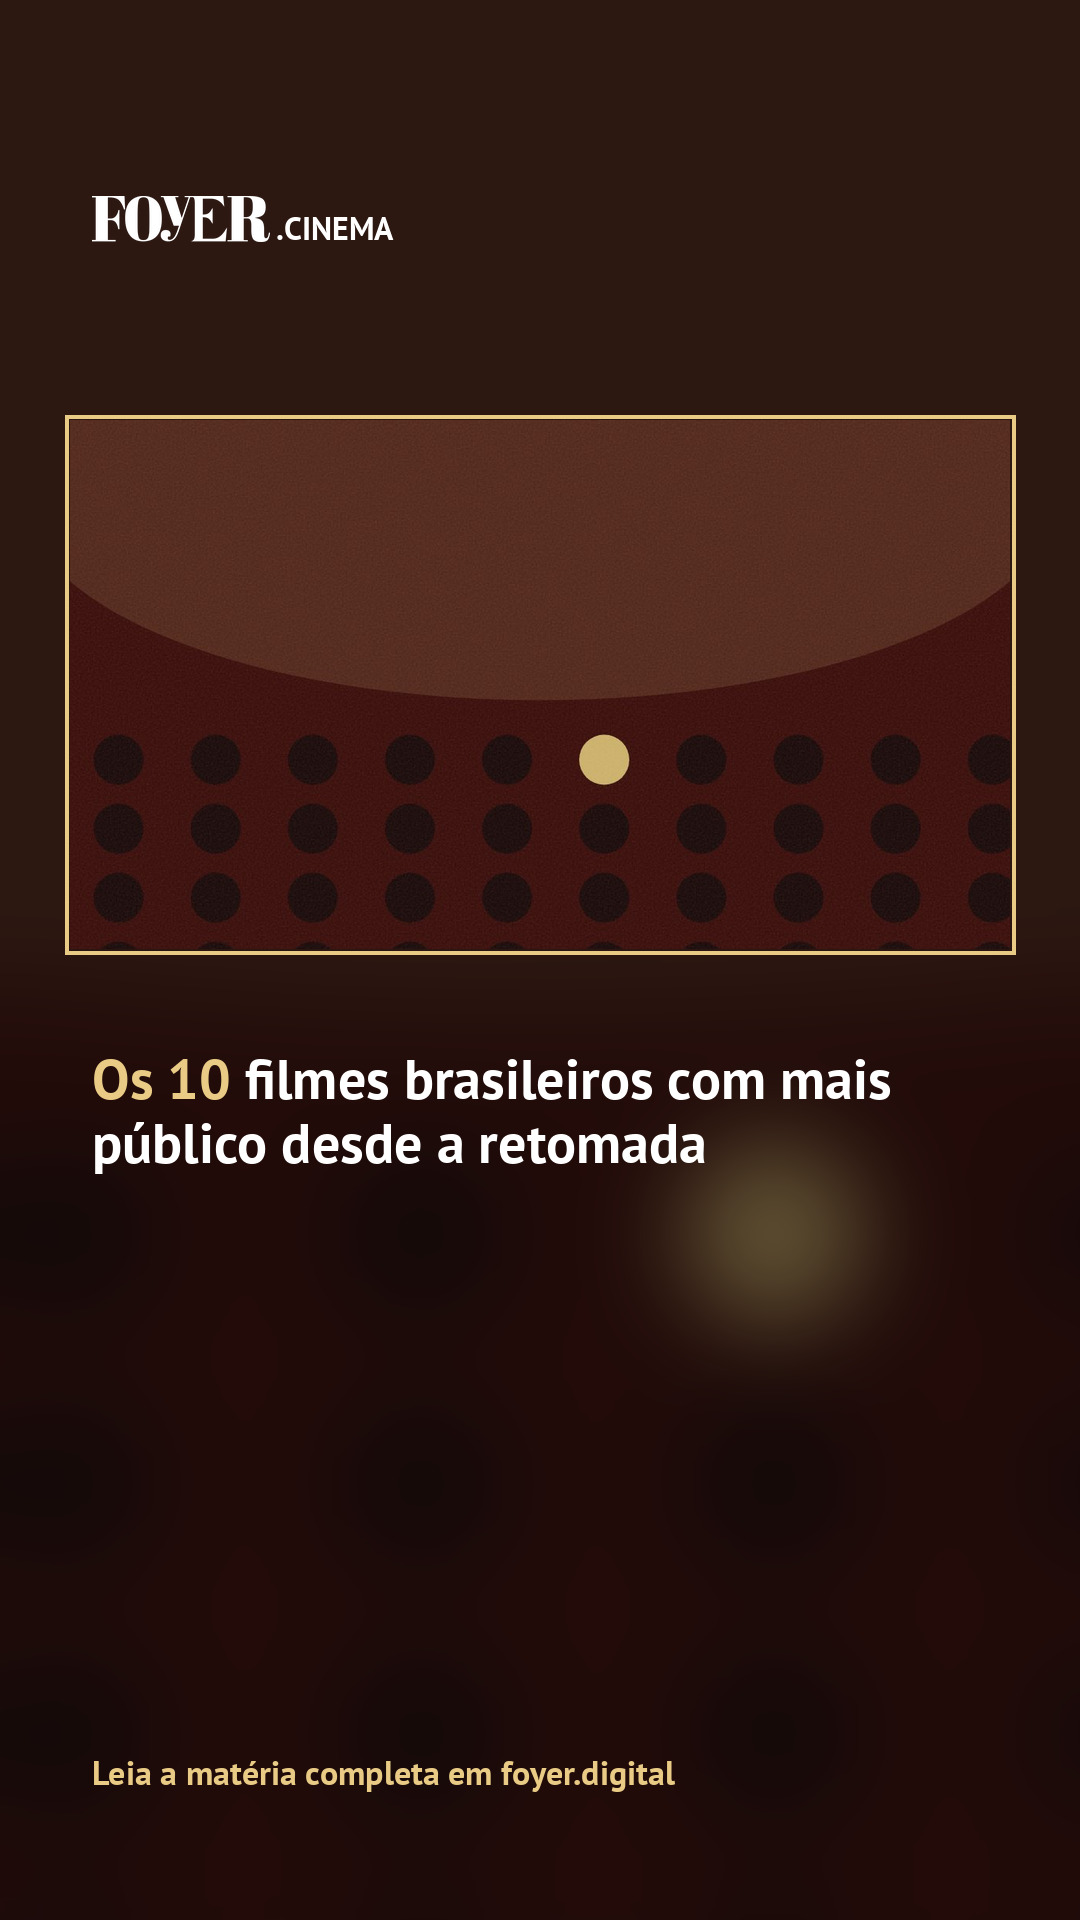 FOYER .CINEMA
Os 10 filmes brasileiros com mais
público desde a retomada
Leia a matéria completa em foyer.digital